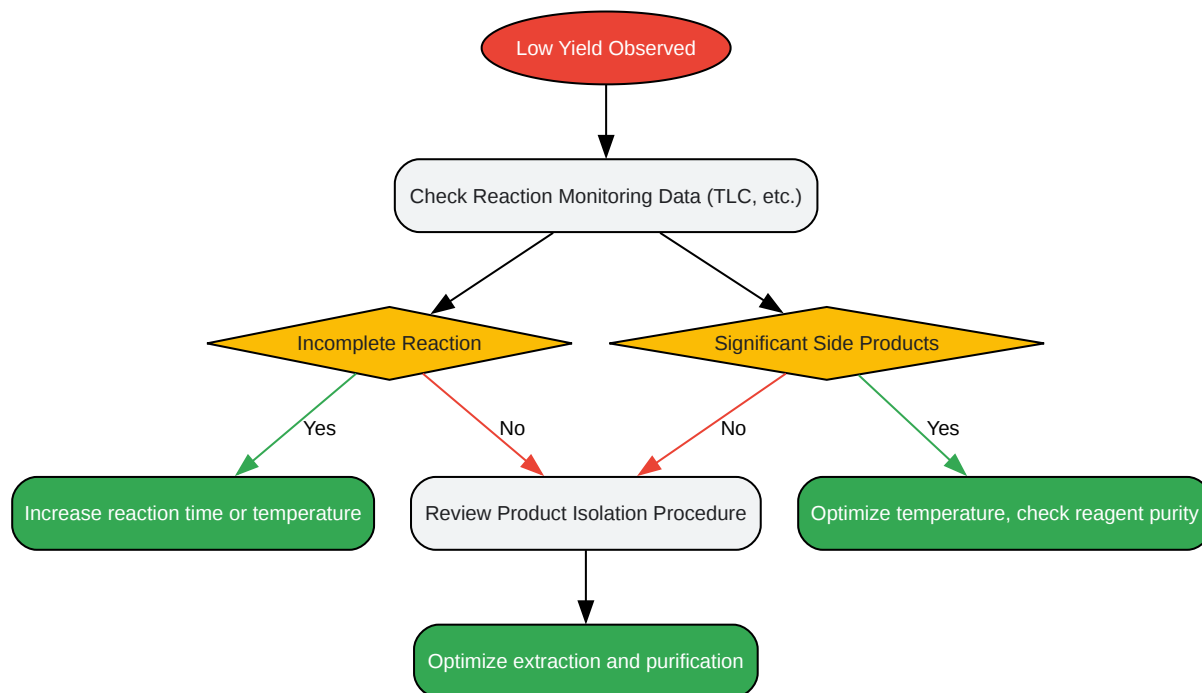 Low Yield Observed
Check Reaction Monitoring Data (TLC, etc.)
Incomplete Reaction
Significant Side Products
Yes
No
No
Yes
Increase reaction time or temperature
Review Product Isolation Procedure
Optimize temperature, check reagent purity
Optimize extraction and purification